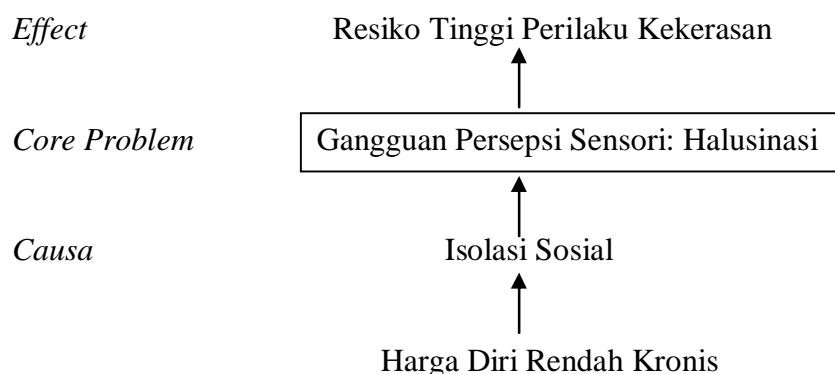 Effect Resiko Tinggi Perilaku Kekerasan
Core Problem Gangguan Persepsi Sensori: Halusinasi
Causa Isolasi Sosial
Harga Diri Rendah Kronis